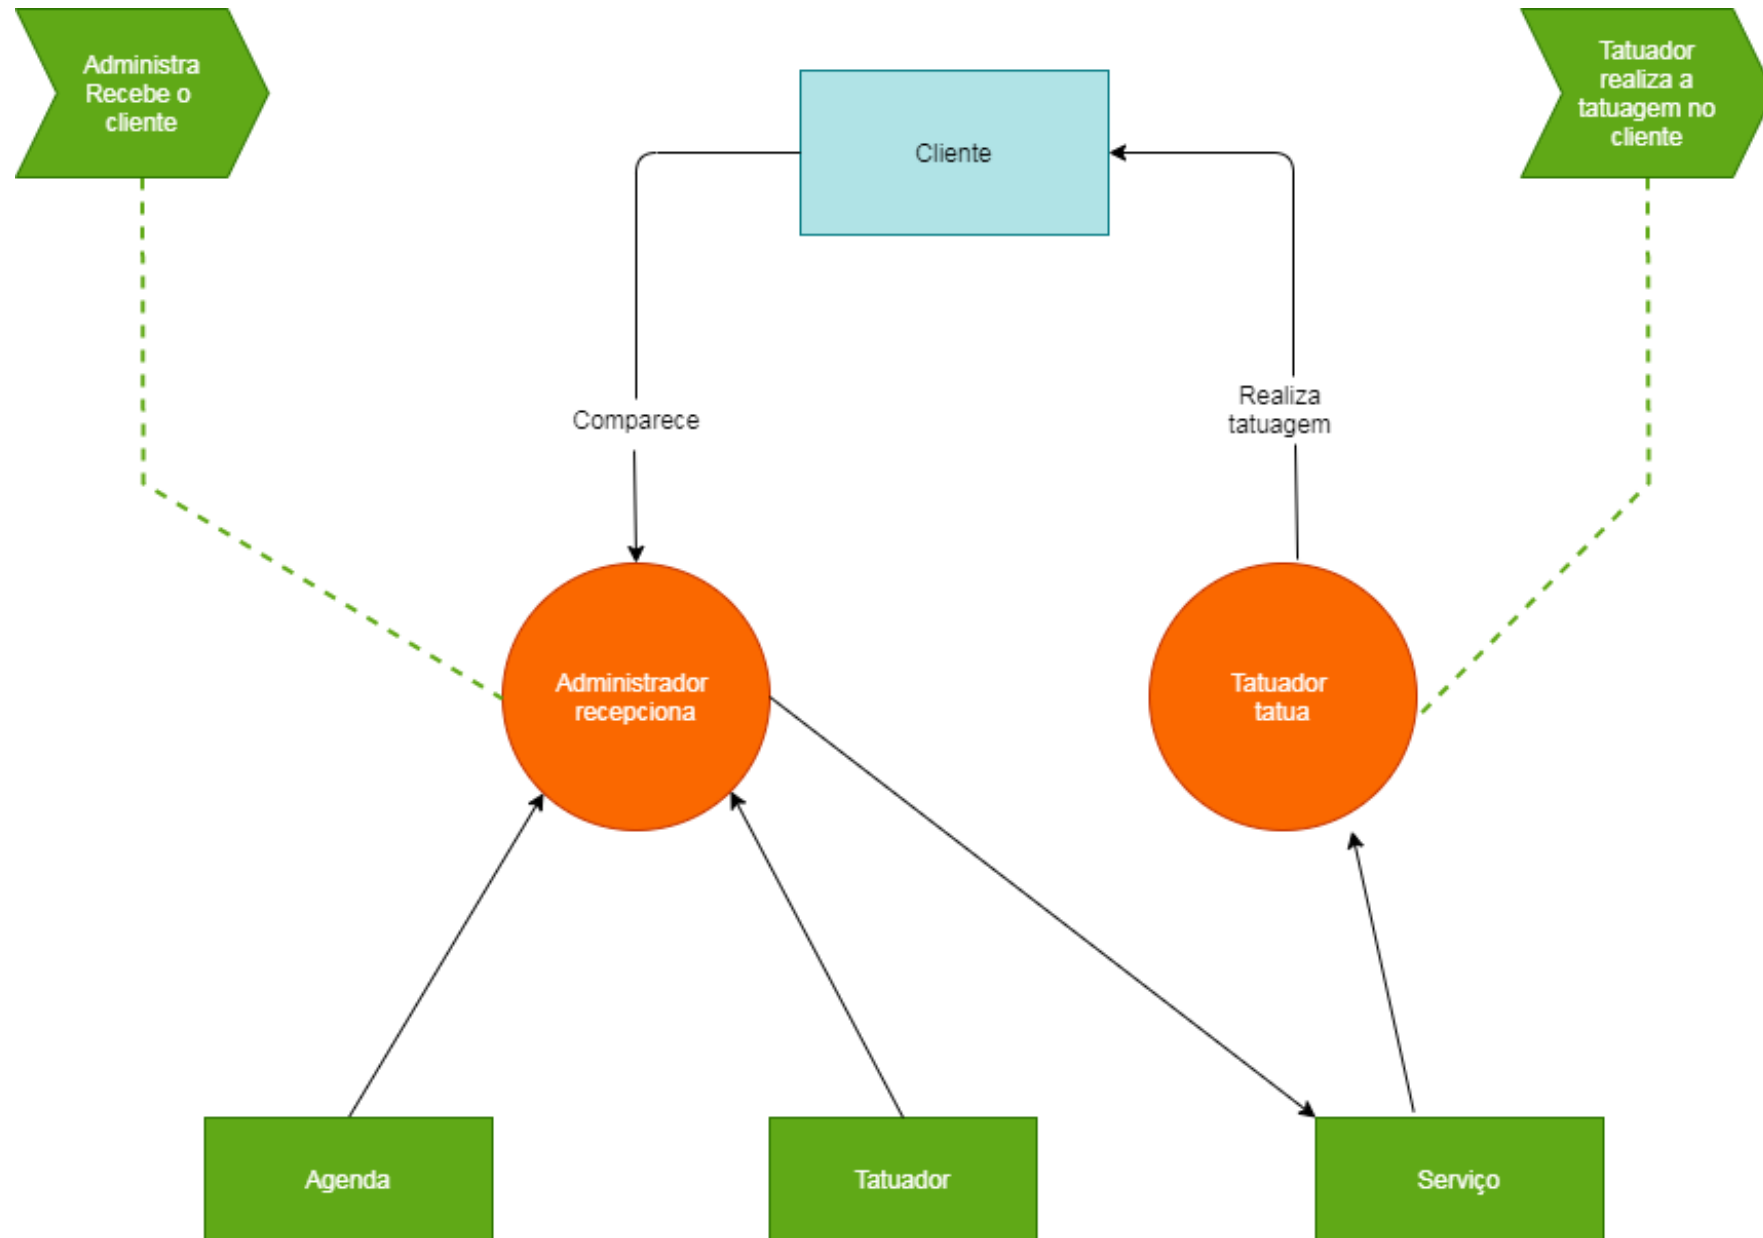 Administra
Recebe o
cliente
Tatuador
realiza a
tatuagem no
cliente
Cliente
Comparece
Realiza
tatuagem
Administrador
recepciona
Tatuador
tatua
Agenda
Tatuador
Serviço